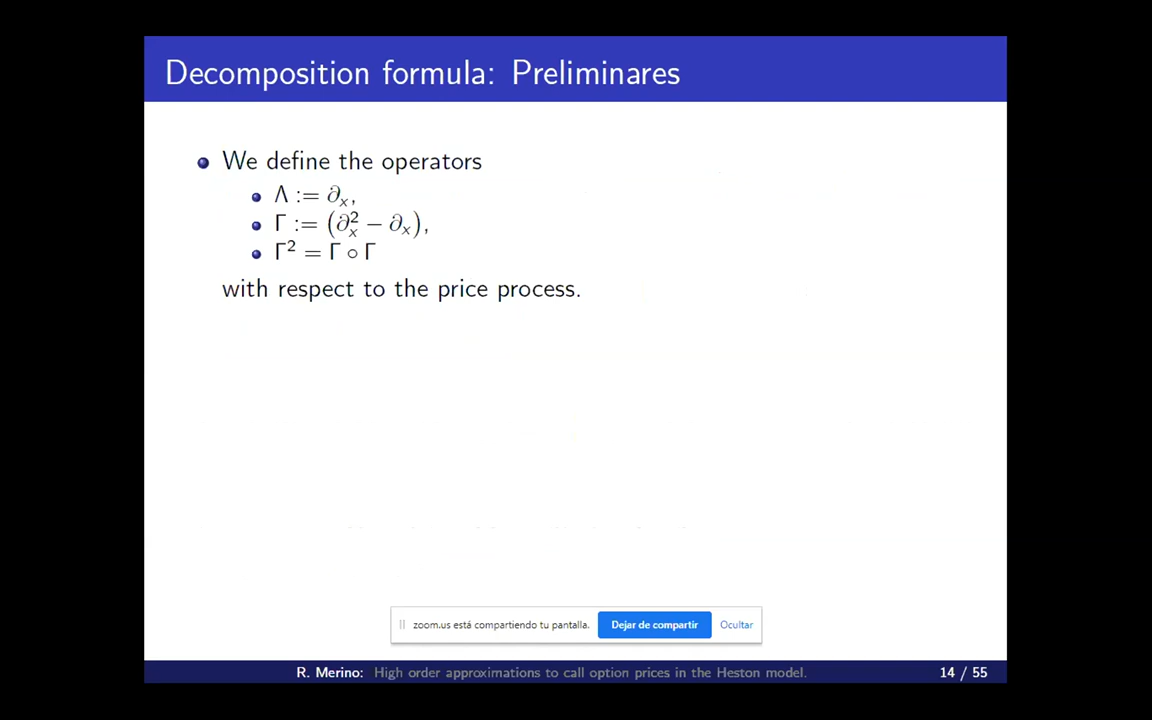 Decomposition formula: Preliminares
We define the operators
Λ := ∂ₓ,
Γ := (∂²ₓ − ∂ₓ),
Γ² = Γ ∘ Γ
with respect to the price process.
zoom.us está compartiendo tu pantalla. Dejar de compartir Ocultar
R. Merino: High order approximations to call option prices in the Heston model. 14 / 55